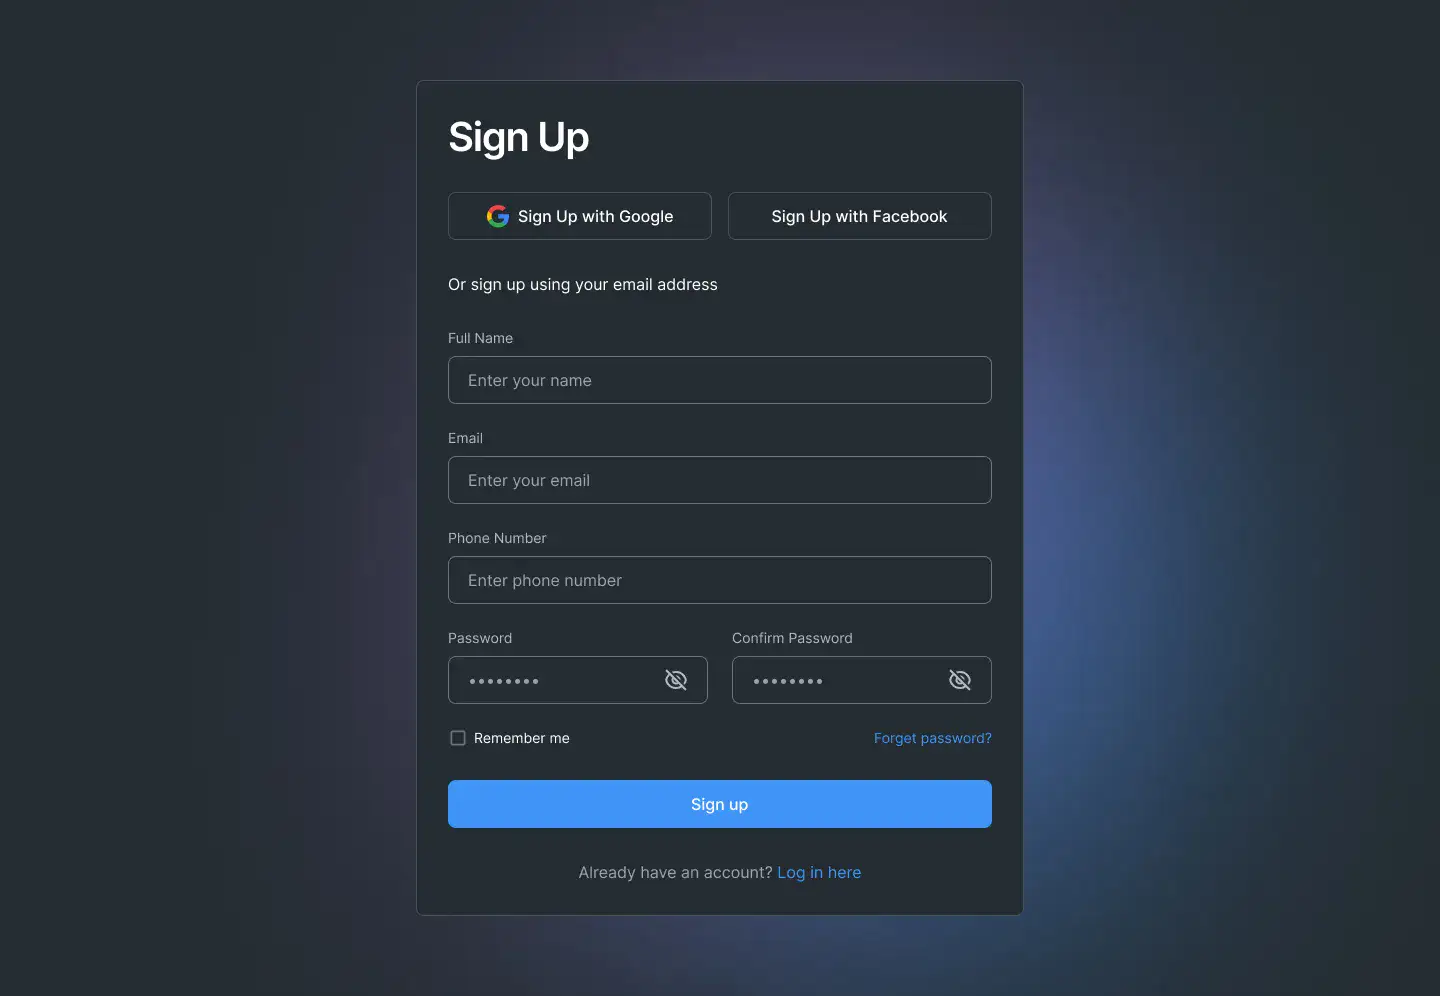 Sign Up
Sign Up with Google
Sign Up with Facebook
Or sign up using your email address
Full Name
Enter your name
Email
Enter your email
Phone Number
Enter phone number
Password
Confirm Password
••••••••
••••••••
Remember me
Forget password?
Sign up
Already have an account? Log in here